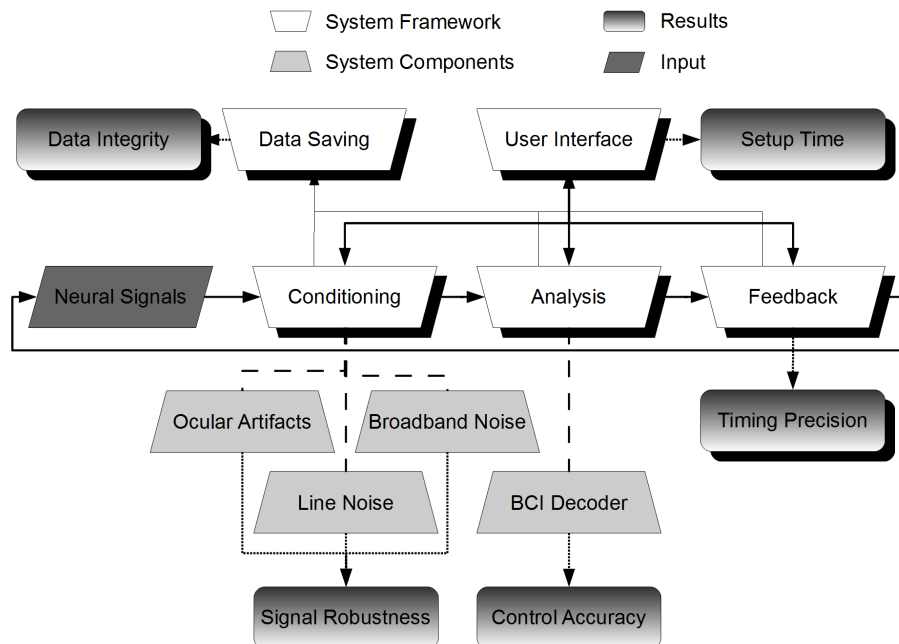 System Framework
Results
System Components
Input
Data Integrity
Data Saving
User Interface
Setup Time
Neural Signals
Conditioning
Analysis
Feedback
Ocular Artifacts
Broadband Noise
Timing Precision
Line Noise
BCI Decoder
Signal Robustness
Control Accuracy